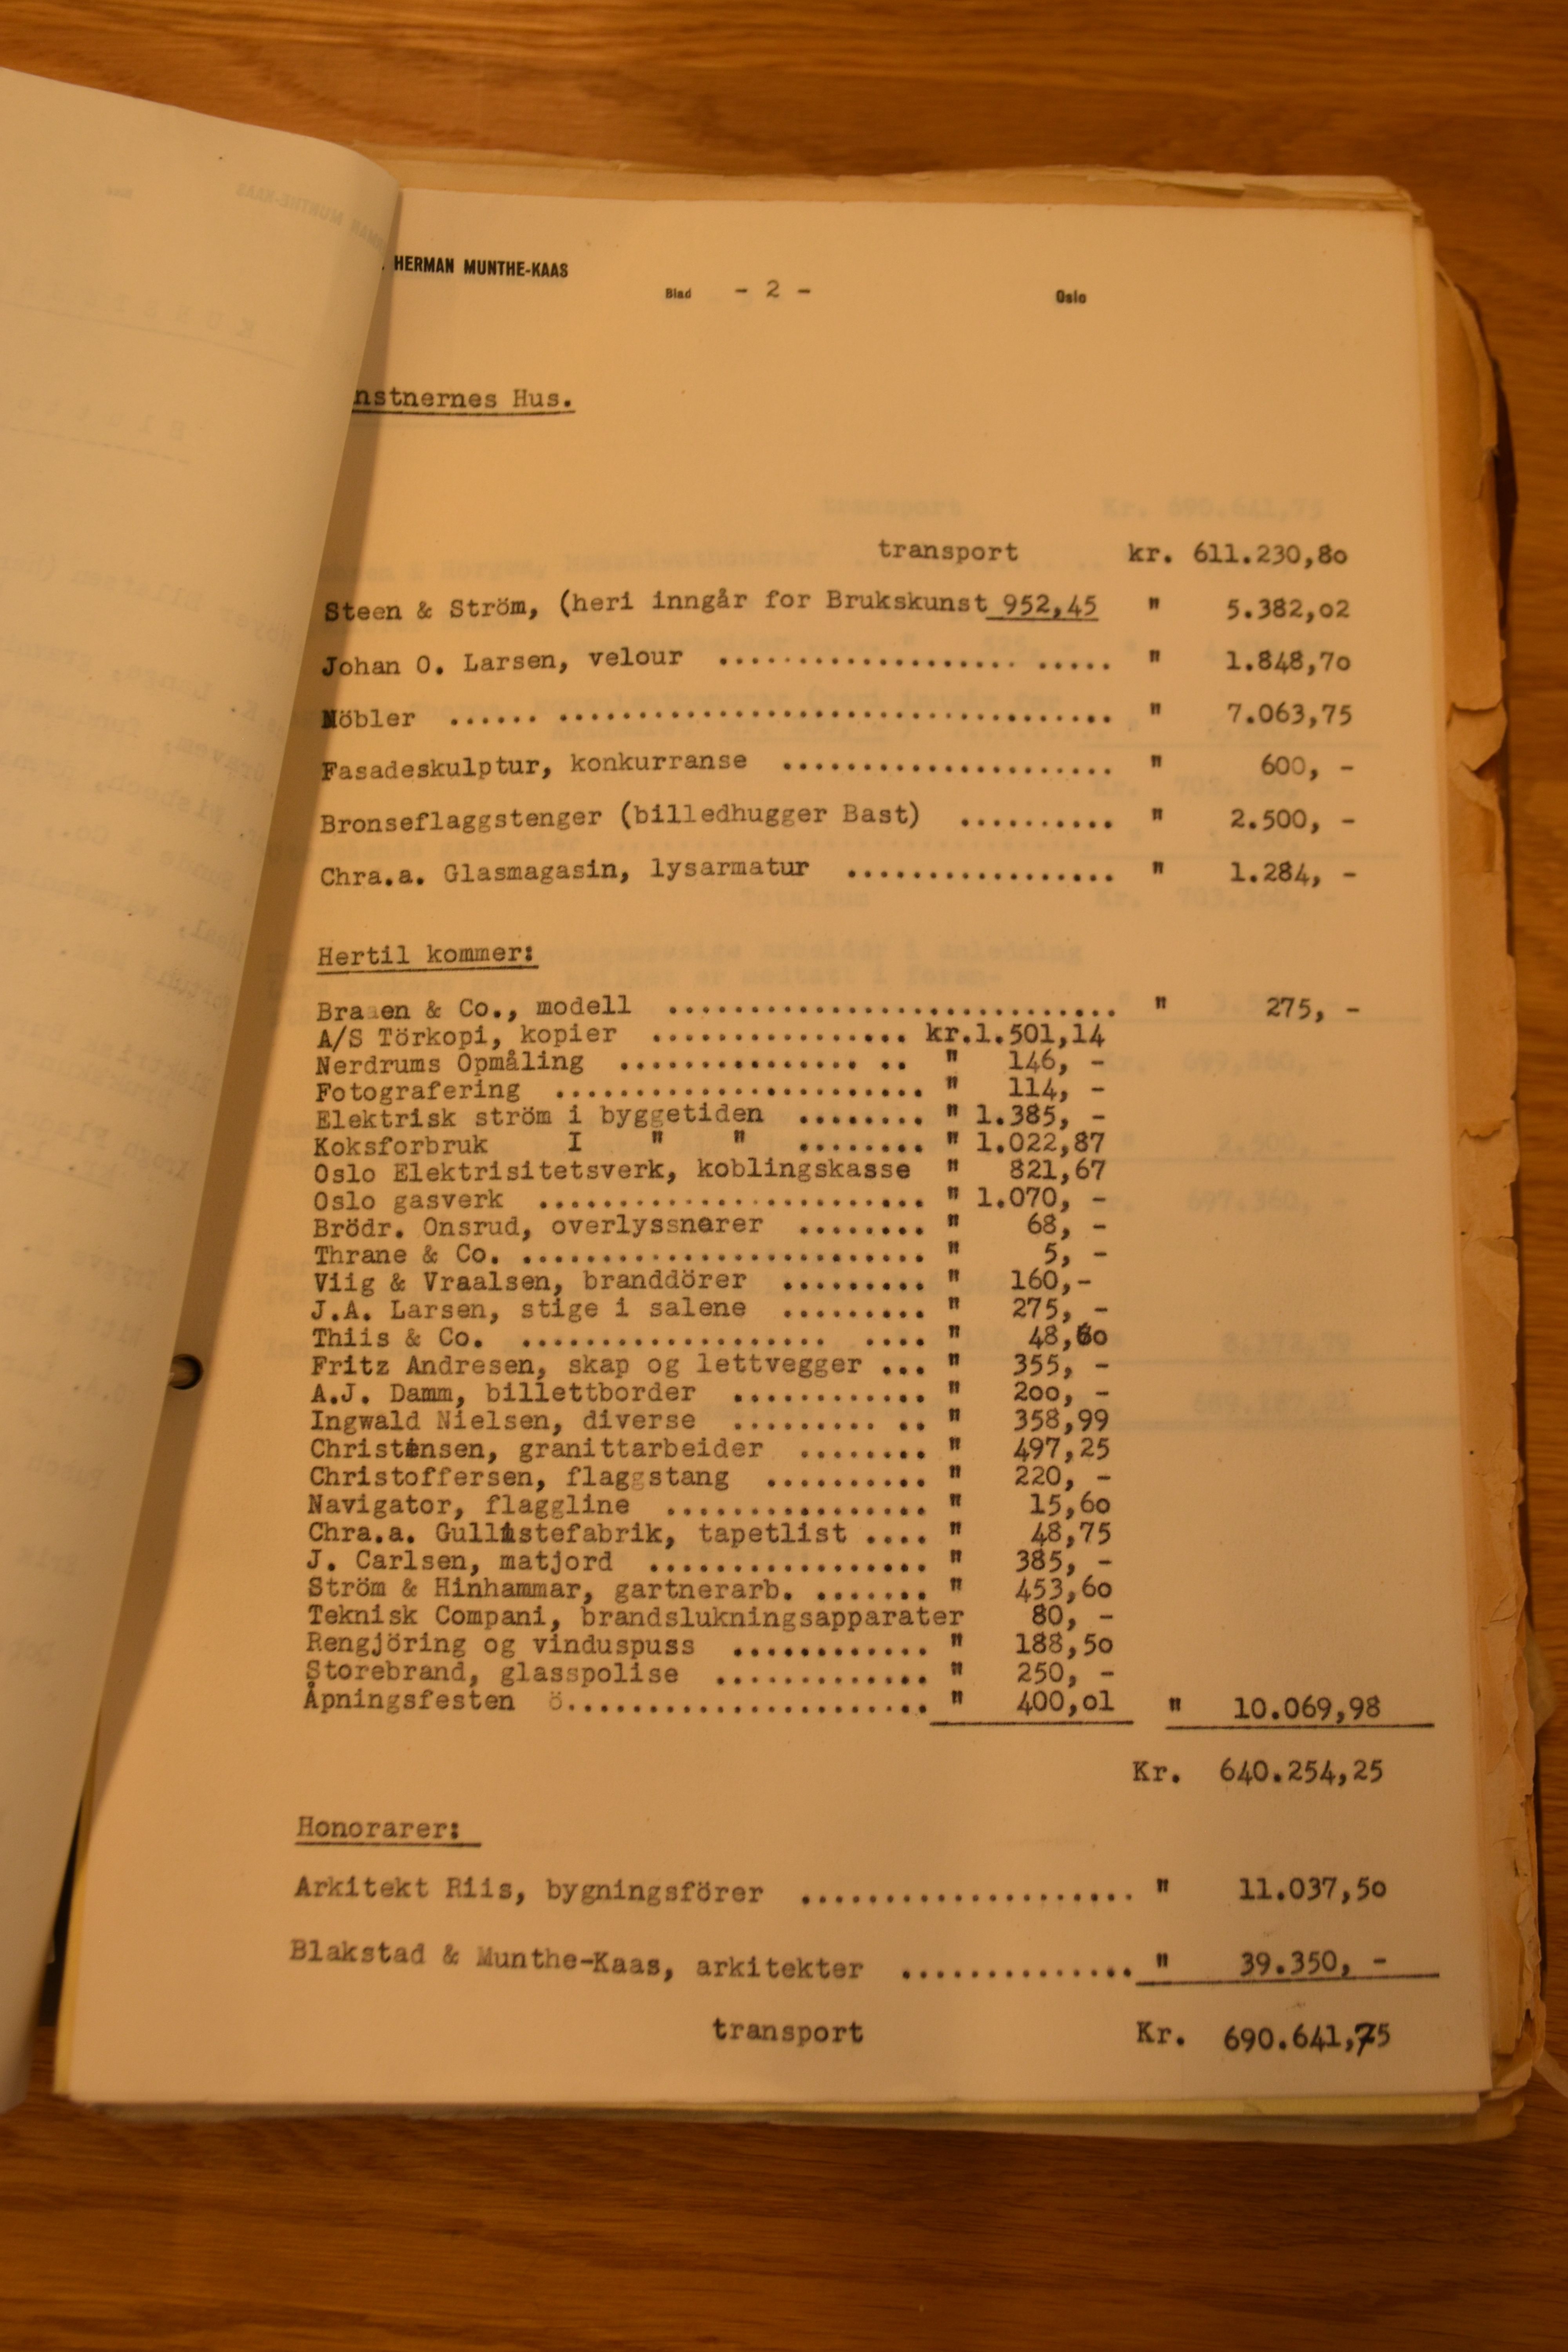 HERMAN MUNTHE-KAAS
Blad - 2 - Oslo
nstnernes Hus.
transport kr. 611.230,8o
Steen & Ström, (heri inngår for Brukskunst 952,45 " 5.382,o2
Johan O. Larsen, velour .................... ..... " 1.848,7o
Möbler ...... ................................... " 7.063,75
Fasadeskulptur, konkurranse ..................... " 600, -
Bronseflaggstenger (billedhugger Bast) .......... " 2.500, -
Chra.a. Glasmagasin, lysarmatur ................. " 1.284, -
Hertil kommer:
Braaen & Co., modell ............................. " 275, -
A/S Törkopi, kopier ................ kr.1.501,14
Nerdrums Opmåling ............... .. " 146, -
Fotografering ........................ " 114, -
Elektrisk ström i byggetiden ........ " 1.385, -
Koksforbruk I " " ........ " 1.022,87
Oslo Elektrisitetsverk, koblingskasse " 821,67
Oslo gasverk ......................... " 1.070, -
Brödr. Onsrud, overlyssnorer ........ " 68, -
Thrane & Co. .......................... " 5, -
Viig & Vraalsen, branddörer ......... " 160,-
J.A. Larsen, stige i salene ......... " 275, -
Thiis & Co. .................... .... " 48,6o
Fritz Andresen, skap og lettvegger ... " 355, -
A.J. Damm, billettborder ............ " 2oo, -
Ingwald Nielsen, diverse ......... .. " 358,99
Christensen, granittarbeider ........ " 497,25
Christoffersen, flaggstang .......... " 220, -
Navigator, flaggline ................. " 15,6o
Chra.a. Gullistefabrik, tapetlist .... " 48,75
J. Carlsen, matjord .................. " 385, -
Ström & Hinhammar, gartnerarb. ....... " 453,6o
Teknisk Compani, brandslukningsapparater 80, -
Rengjöring og vinduspuss ............ " 188,5o
Storebrand, glasspolise ............. " 250, -
Åpningsfesten ö....................... " 400,o1 " 10.069,98
Kr. 640.254,25
Honorarer:
Arkitekt Riis, bygningsförer ..................... " 11.037,5o
Blakstad & Munthe-Kaas, arkitekter ............... " 39.350, -
transport Kr. 690.641,75